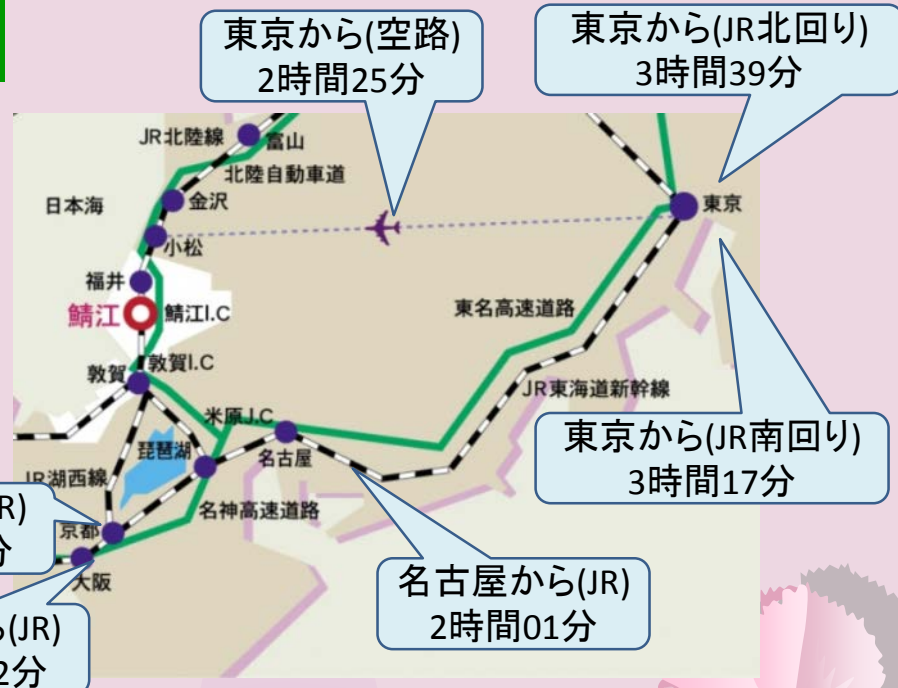 東京から(空路)
2時間25分
東京から(JR北回り)
3時間39分
JR北陸線
富山
北陸自動車道
日本海
金沢
東京
小松
福井
鯖江
鯖江I.C
東名高速道路
敦賀I.C
敦賀
JR東海道新幹線
米原J.C
琵琶湖
名古屋
東京から(JR南回り)
3時間17分
JR湖西線
名神高速道路
R)
分
京都
大阪
名古屋から(JR)
2時間01分
ら(JR)
2分